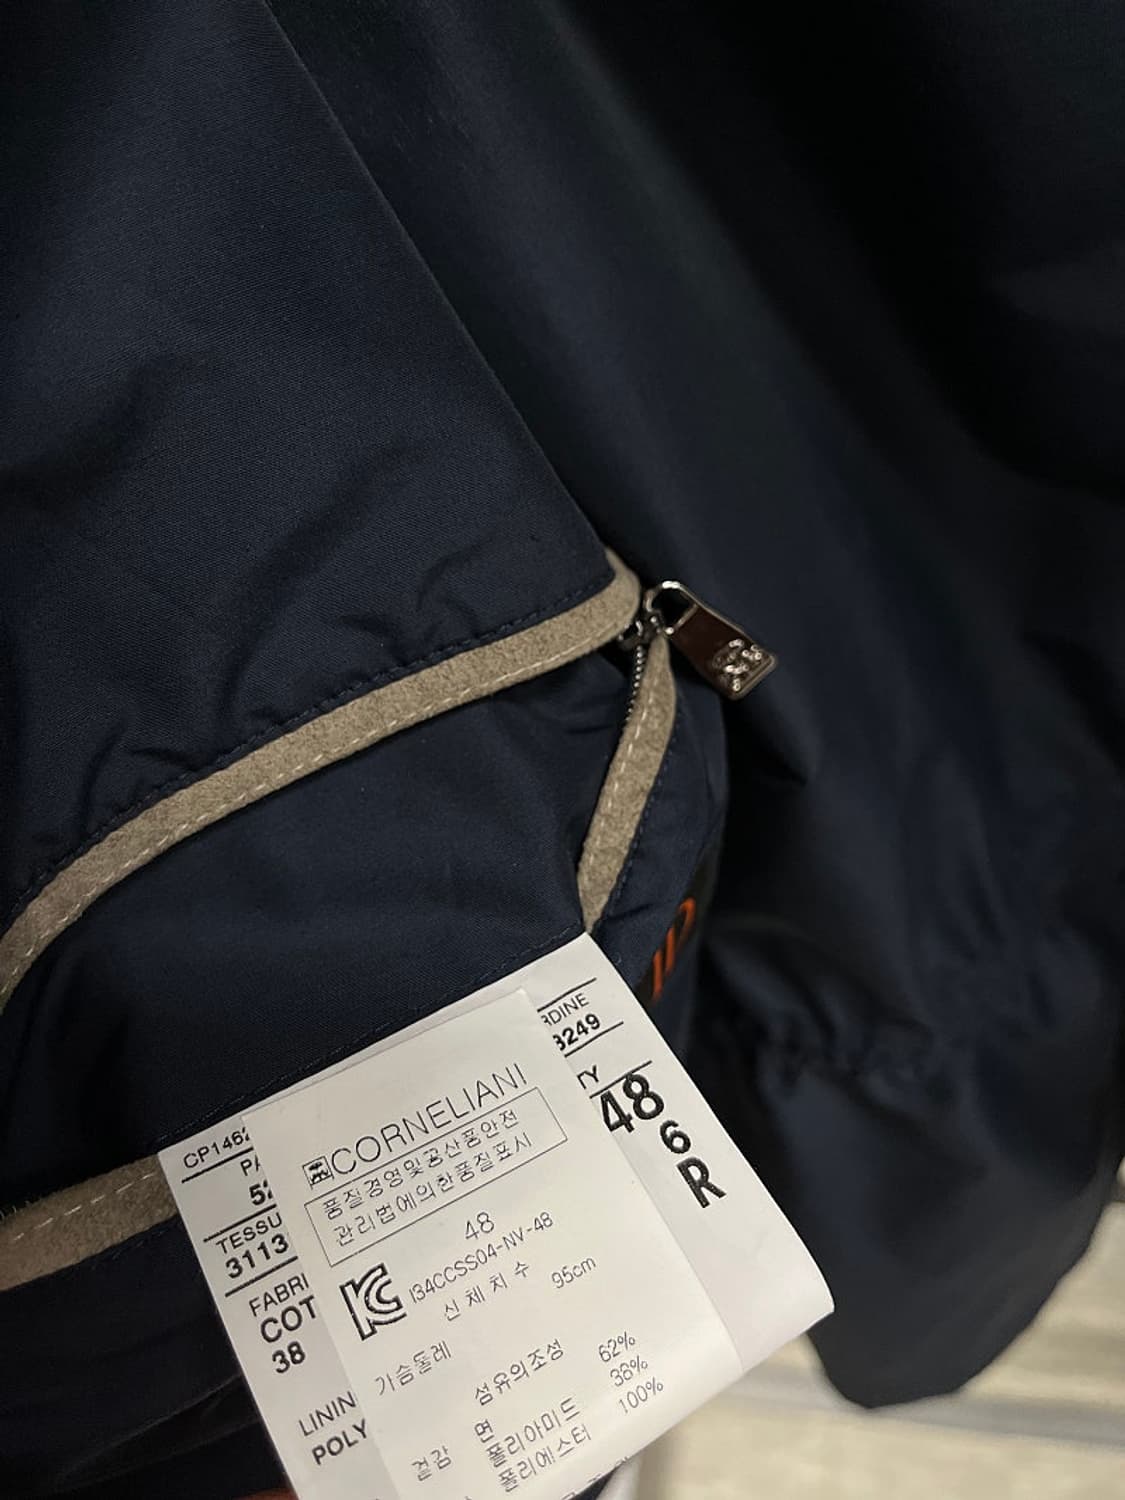 CORNELIANI
품질경영및공산품안전
관리법에의한품질표시
48
I34CCSS04-NV-48
신체치수
95cm
가슴둘레
섬유의조성
면 62%
겉감 폴리아미드 38%
폴리에스터 100%
CP1462
PA
TESSU
3113
FABRI
COT
38
LININ
POLY
RDINE
3249
TY
48
6
R